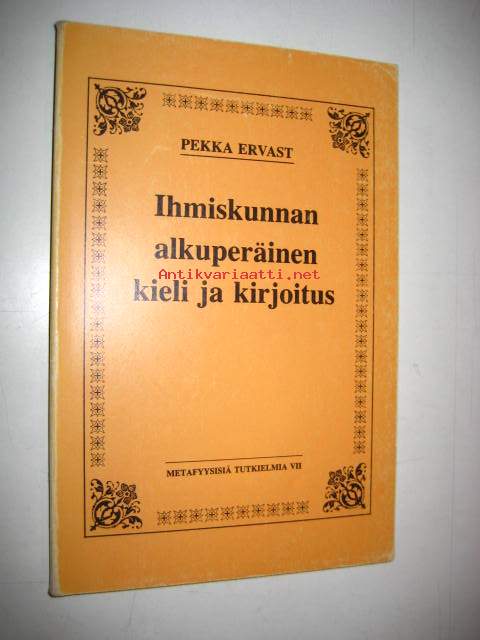 PEKKA ERVAST
Ihmiskunnan
alkuperäinen
Antikvariaatti.net
kieli ja kirjoitus
METAFYYSISIÄ TUTKIELMIA VII